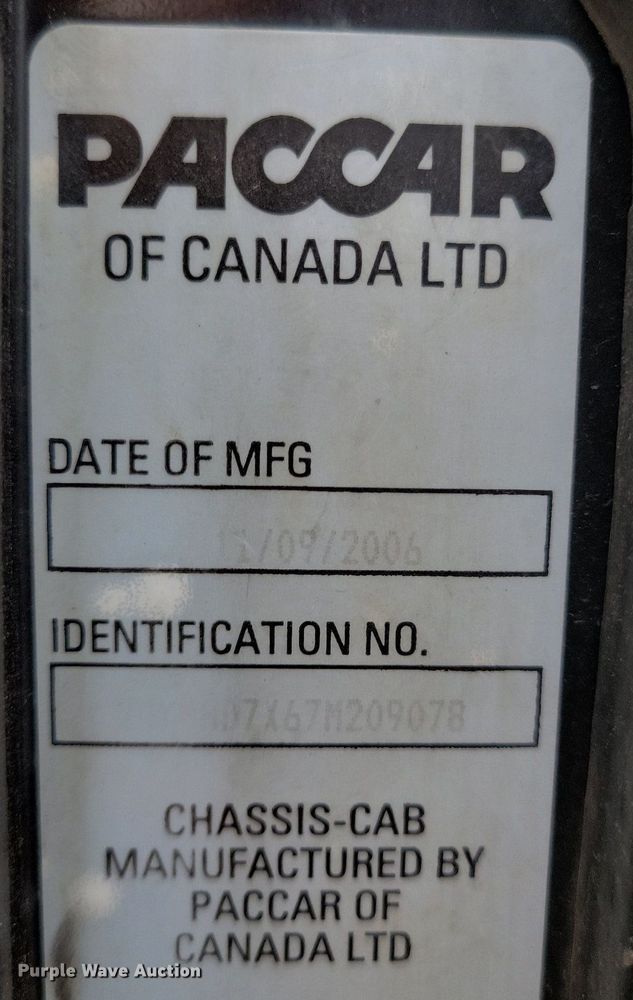 PACCAR
OF CANADA LTD
DATE OF MFG
11/09/2006
IDENTIFICATION NO.
CHASSIS-CAB
MANUFACTURED BY
PACCAR OF
CANADA LTD
Purple Wave Auction